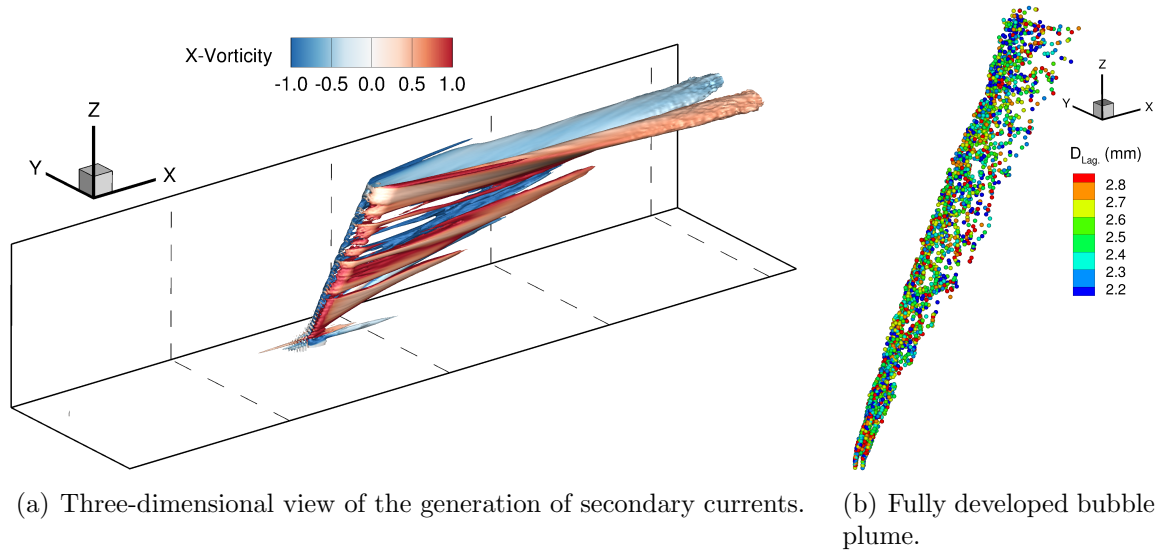 X-Vorticity
-1.0 -0.5 0.0 0.5 1.0
Z
Y
X
Z
Y
X
D_Lag. (mm)
2.8
2.7
2.6
2.5
2.4
2.3
2.2
(a) Three-dimensional view of the generation of secondary currents.
(b) Fully developed bubble
plume.